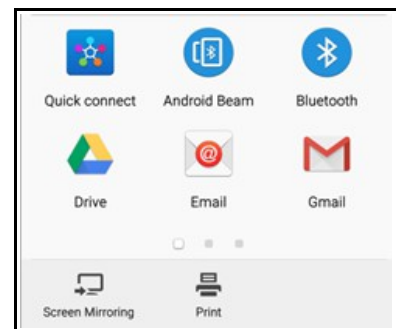 Quick connect Android Beam Bluetooth
@
Drive Email Gmail
Screen Mirroring Print